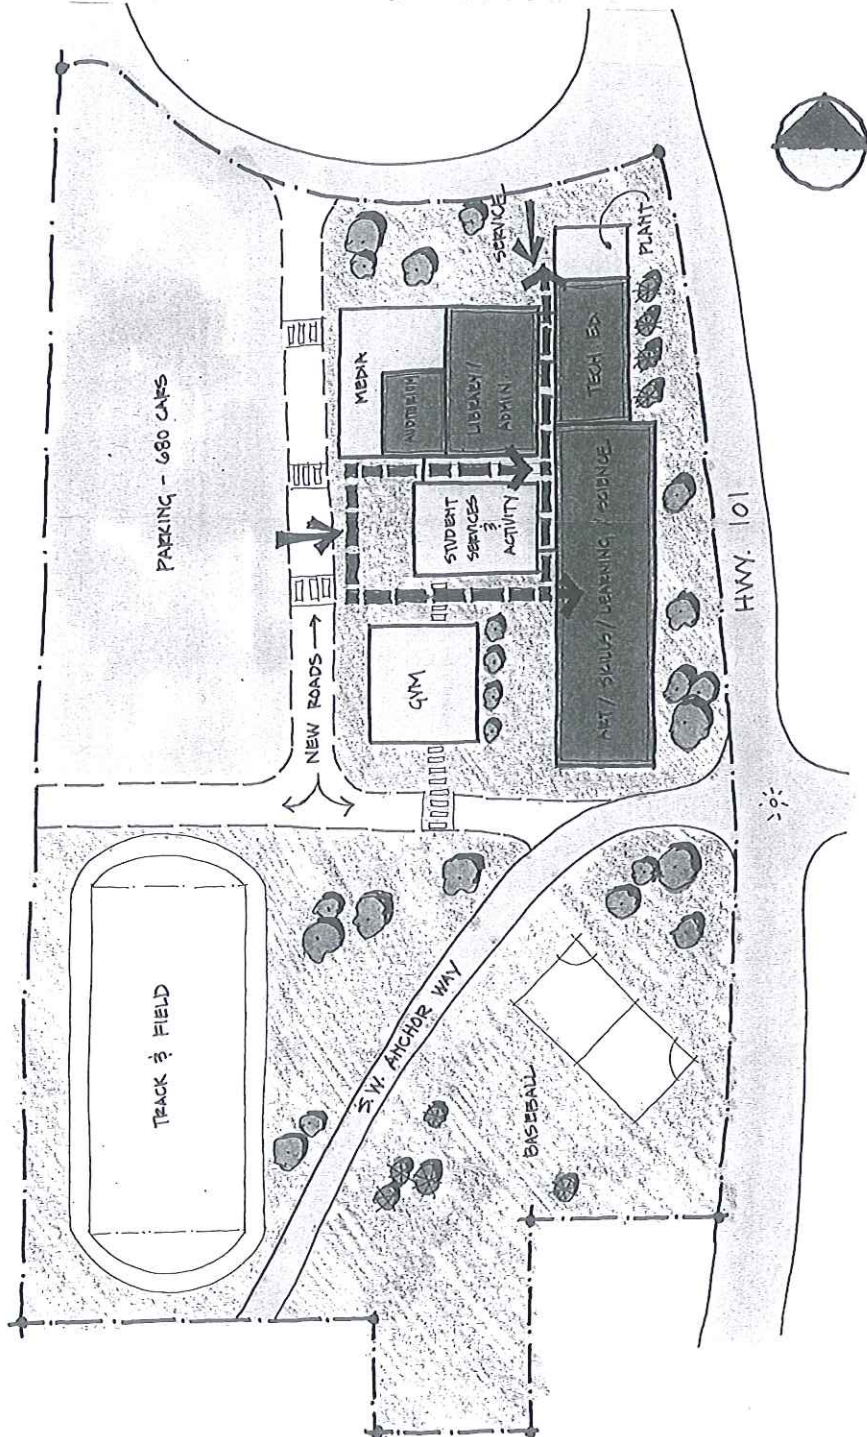 PARKING - 680 CARS
NEW ROADS
SERVICE
PLANT
MEDIA
AUDITORIUM
LIBRARY /
ADMIN
TECH ED
STUDENT
SERVICES
&
ACTIVITY
GYM
ART / SKILLS / LEARNING / SCIENCE
HWY. 101
S.W. ANCHOR WAY
TRACK & FIELD
BASEBALL